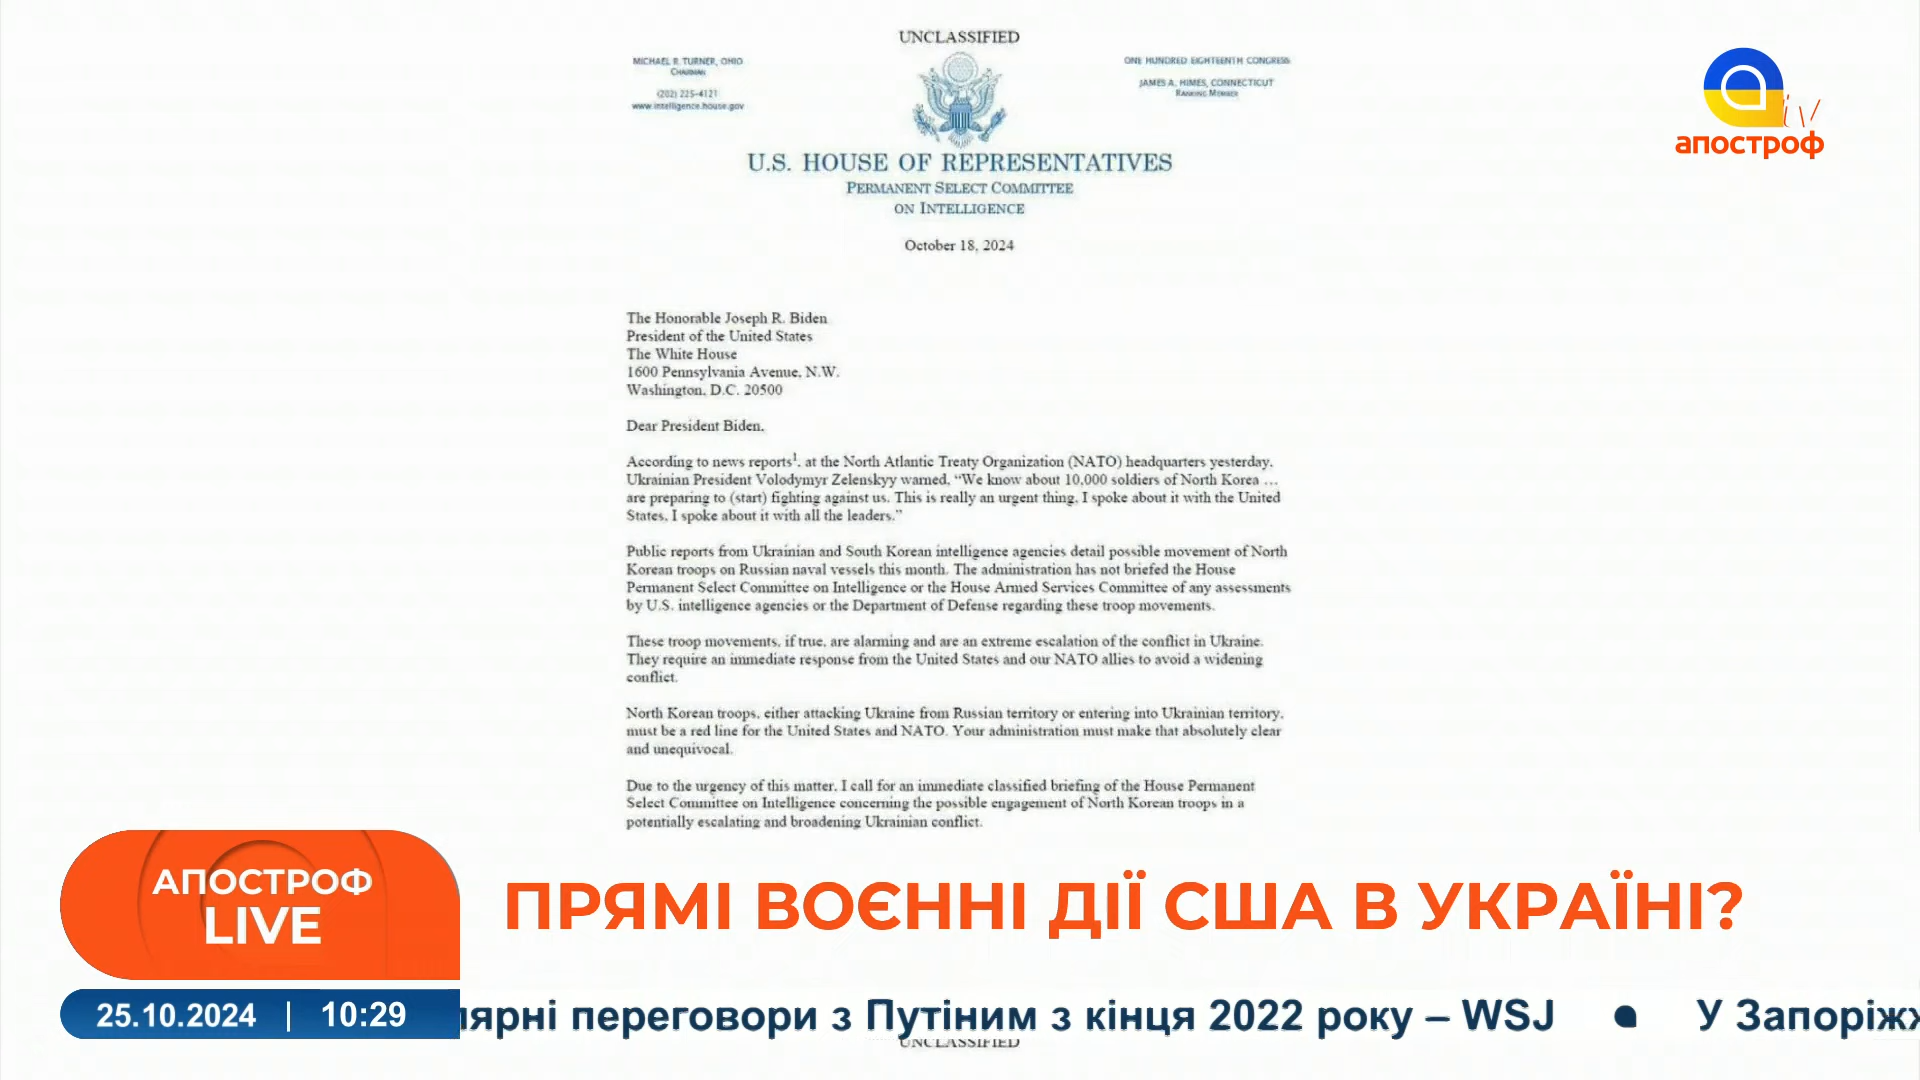 UNCLASSIFIED
MICHAEL R. TURNER, OHIO
CHAIRMAN
(202) 225-4121
www.intelligence.house.gov
ONE HUNDRED EIGHTEENTH CONGRESS
JAMES A. HIMES, CONNECTICUT
RANKING MEMBER
U.S. HOUSE OF REPRESENTATIVES
PERMANENT SELECT COMMITTEE
ON INTELLIGENCE
October 18, 2024
The Honorable Joseph R. Biden
President of the United States
The White House
1600 Pennsylvania Avenue, N.W.
Washington, D.C. 20500
Dear President Biden,
According to news reports¹, at the North Atlantic Treaty Organization (NATO) headquarters yesterday,
Ukrainian President Volodymyr Zelenskyy warned, “We know about 10,000 soldiers of North Korea …
are preparing to (start) fighting against us. This is really an urgent thing, I spoke about it with the United
States, I spoke about it with all the leaders.”
Public reports from Ukrainian and South Korean intelligence agencies detail possible movement of North
Korean troops on Russian naval vessels this month. The administration has not briefed the House
Permanent Select Committee on Intelligence or the House Armed Services Committee of any assessments
by U.S. intelligence agencies or the Department of Defense regarding these troop movements.
These troop movements, if true, are alarming and are an extreme escalation of the conflict in Ukraine.
They require an immediate response from the United States and our NATO allies to avoid a widening
conflict.
North Korean troops, either attacking Ukraine from Russian territory or entering into Ukrainian territory,
must be a red line for the United States and NATO. Your administration must make that absolutely clear
and unequivocal.
Due to the urgency of this matter, I call for an immediate classified briefing of the House Permanent
Select Committee on Intelligence concerning the possible engagement of North Korean troops in a
potentially escalating and broadening Ukrainian conflict.
tv
апостроф
АПОСТРОФ
LIVE
ПРЯМІ ВОЄННІ ДІЇ США В УКРАЇНІ?
25.10.2024 | 10:29
лярні переговори з Путіним з кінця 2022 року – WSJ
У Запоріж
UNCLASSIFIED